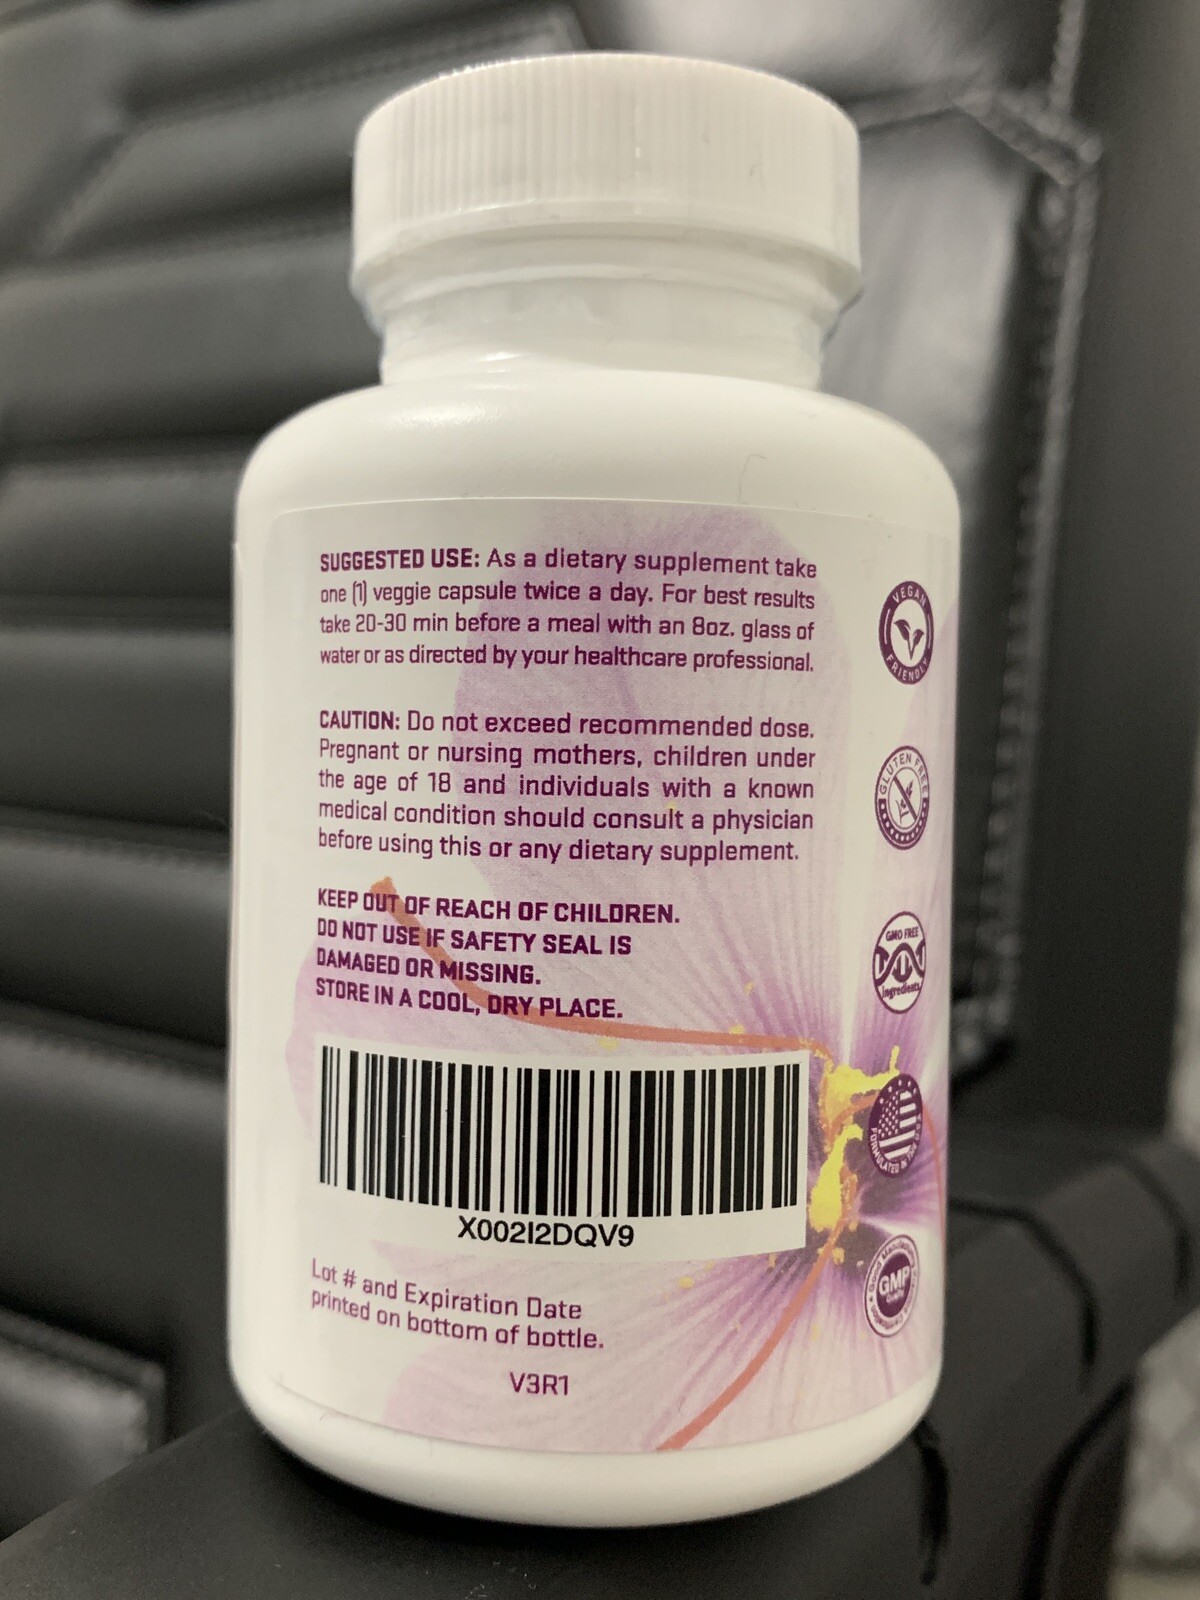 SUGGESTED USE: As a dietary supplement take
one (1) veggie capsule twice a day. For best results
take 20-30 min before a meal with an 8oz. glass of
water or as directed by your healthcare professional.
CAUTION: Do not exceed recommended dose.
Pregnant or nursing mothers, children under
the age of 18 and individuals with a known
medical condition should consult a physician
before using this or any dietary supplement.
KEEP OUT OF REACH OF CHILDREN.
DO NOT USE IF SAFETY SEAL IS
DAMAGED OR MISSING.
STORE IN A COOL, DRY PLACE.
X002I2DQV9
Lot # and Expiration Date
printed on bottom of bottle.
V3R1
VEGAN
FRIENDLY
GLUTEN FREE
GMO FREE
Ingredients
FORMULATED IN THE USA
GMP
Quality